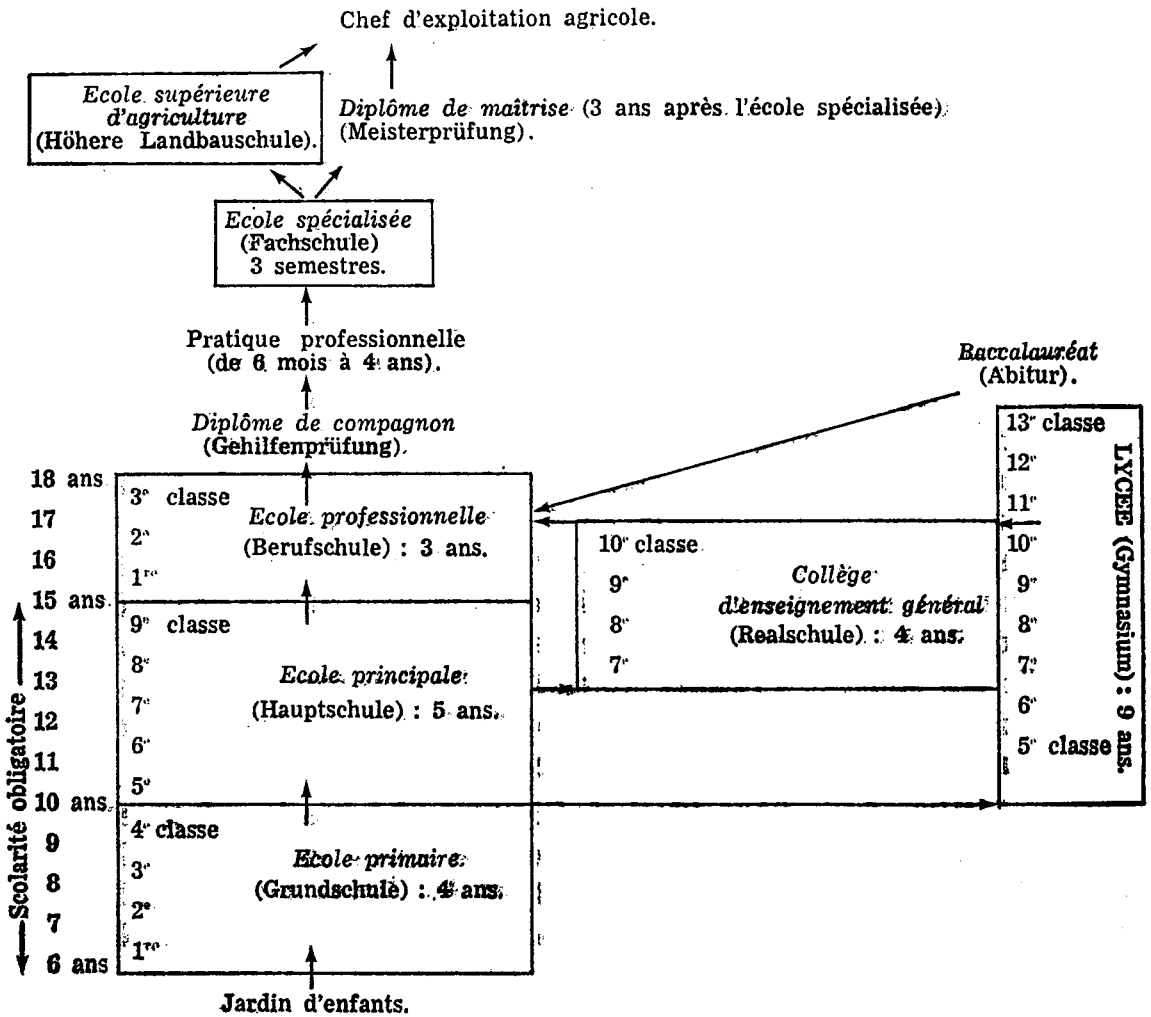 Chef d'exploitation agricole.
Ecole supérieure
d'agriculture
(Höhere Landbauschule).
Diplôme de maîtrise (3 ans après l'école spécialisée)
(Meisterprüfung).
Ecole spécialisée
(Fachschule)
3 semestres.
Pratique professionnelle
(de 6 mois à 4 ans).
Diplôme de compagnon
(Gehilfenprüfung).
Baccalauréat
(Abitur).
18 ans
17
16
15 ans
14
13
12
11
10 ans
9
8
7
6 ans
Scolarité obligatoire
3e classe
2e
1re
Ecole professionnelle
(Berufschule) : 3 ans.
9e classe
8e
7e
6e
5e
Ecole principale
(Hauptschule) : 5 ans.
4e classe
3e
2e
1re
Ecole primaire
(Grundschule) : 4 ans.
Jardin d'enfants.
10e classe
9e
8e
7e
Collège
d'enseignement général
(Realschule) : 4 ans.
13e classe
12e
11e
10e
9e
8e
7e
6e
5e classe
LYCEE (Gymnasium) : 9 ans.